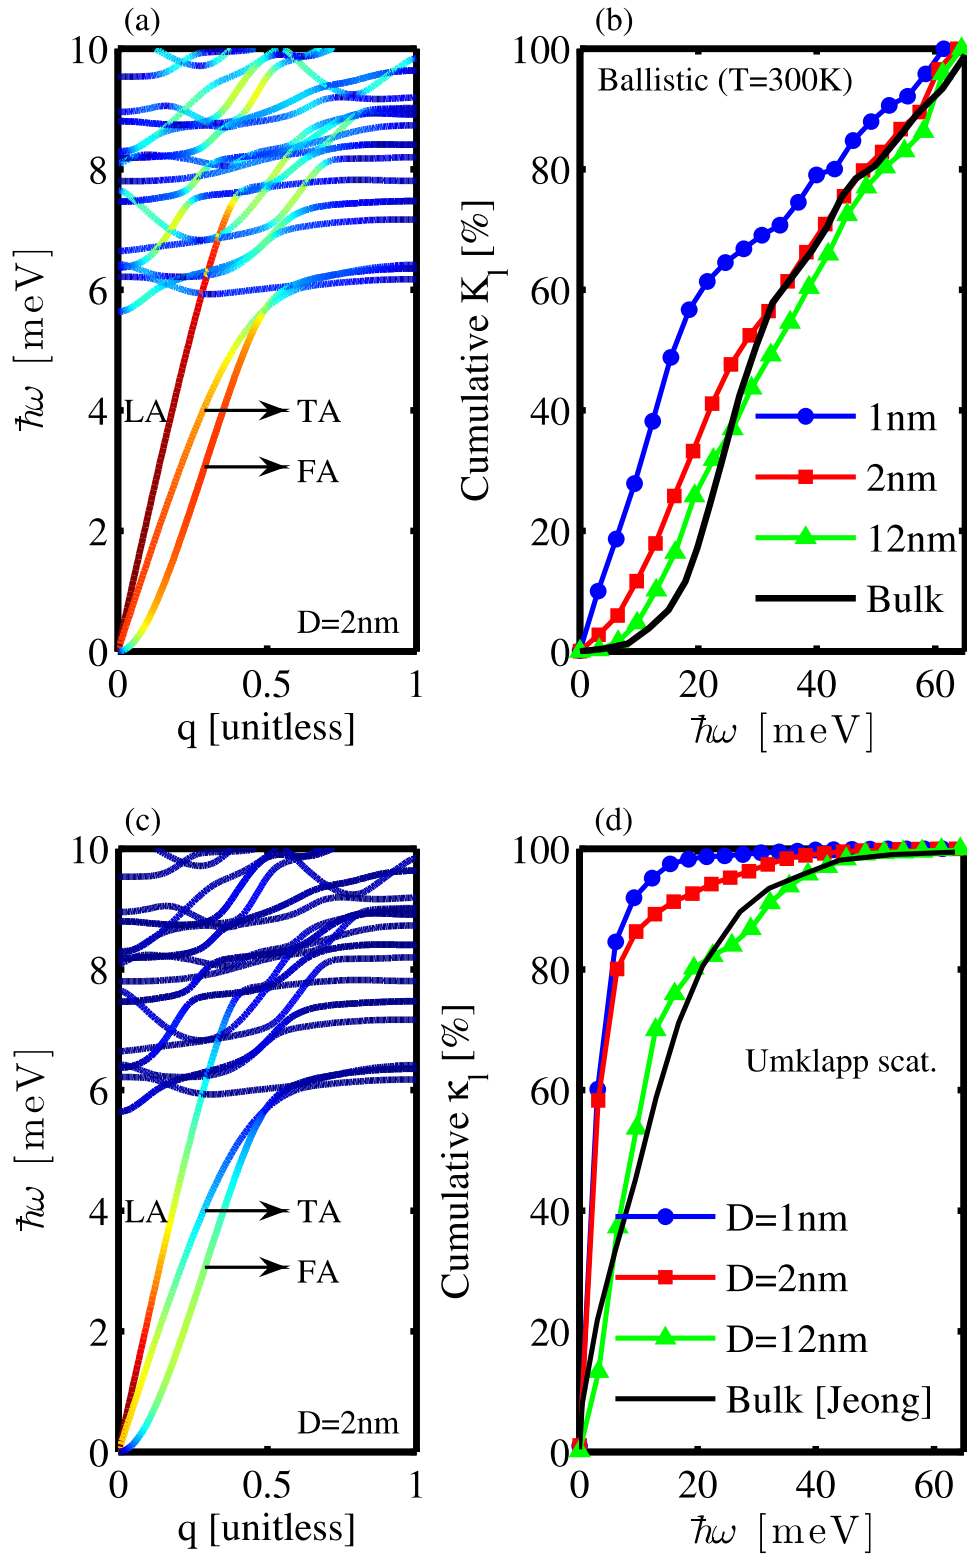 (a)
10
8
6
4
2
0
0
0.5
1
ħω [meV]
q [unitless]
LA
TA
FA
D=2nm
(b)
100
80
60
40
20
0
0
20
40
60
Cumulative K_l [%]
ħω [meV]
Ballistic (T=300K)
1nm
2nm
12nm
Bulk
(c)
10
8
6
4
2
0
0
0.5
1
ħω [meV]
q [unitless]
LA
TA
FA
D=2nm
(d)
100
80
60
40
20
0
0
20
40
60
Cumulative κ_l [%]
ħω [meV]
Umklapp scat.
D=1nm
D=2nm
D=12nm
Bulk [Jeong]